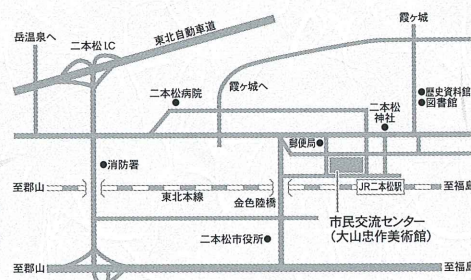 霞ヶ城
岳温泉へ
二本松I.C
東北自動車道
霞ヶ城へ
二本松病院
二本松
神社
歴史資料館
図書館
郵便局
消防署
至郡山
東北本線
金色陸橋
JR二本松駅
至福島
市民交流センター
(大山忠作美術館)
二本松市役所
至郡山
至福島